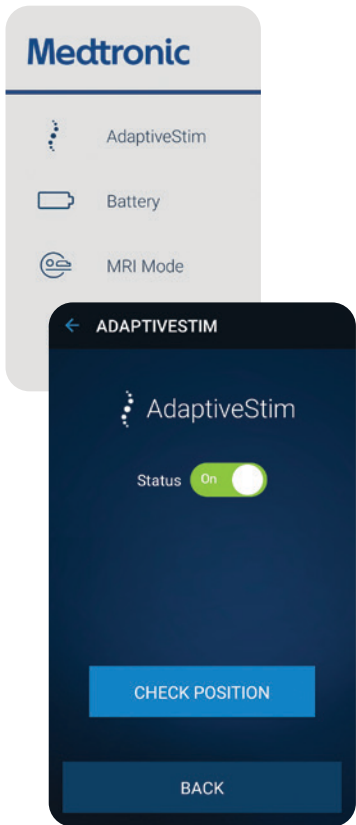 Medtronic
AdaptiveStim
Battery
MRI Mode
ADAPTIVESTIM
AdaptiveStim
Status On
CHECK POSITION
BACK